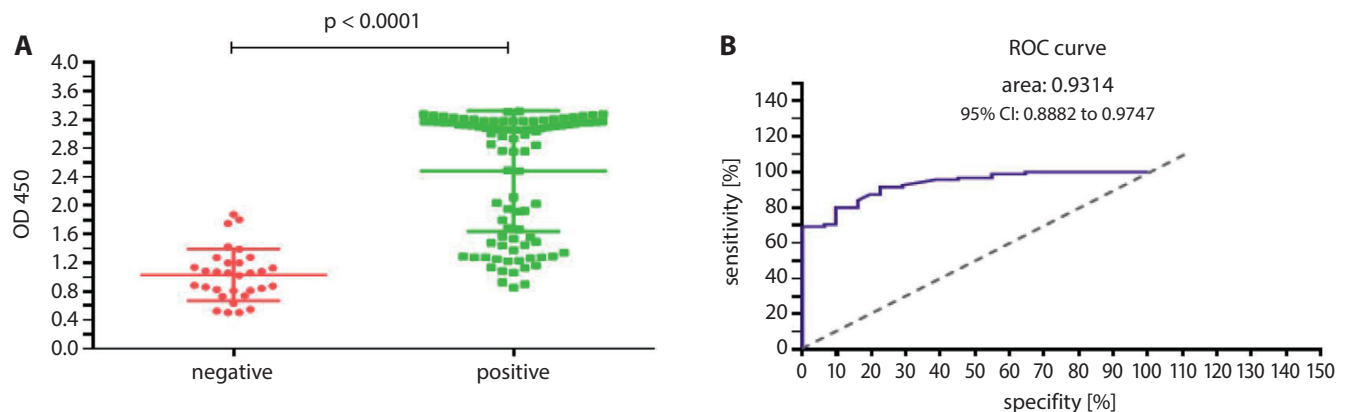 A
p < 0.0001
OD 450
4.0
3.6
3.2
2.8
2.4
2.0
1.6
1.2
0.8
0.4
0.0
negative positive
B
ROC curve
area: 0.9314
95% CI: 0.8882 to 0.9747
sensitivity [%]
140
120
100
80
60
40
20
0
0 10 20 30 40 50 60 70 80 90 100 110 120 130 140 150
specifity [%]